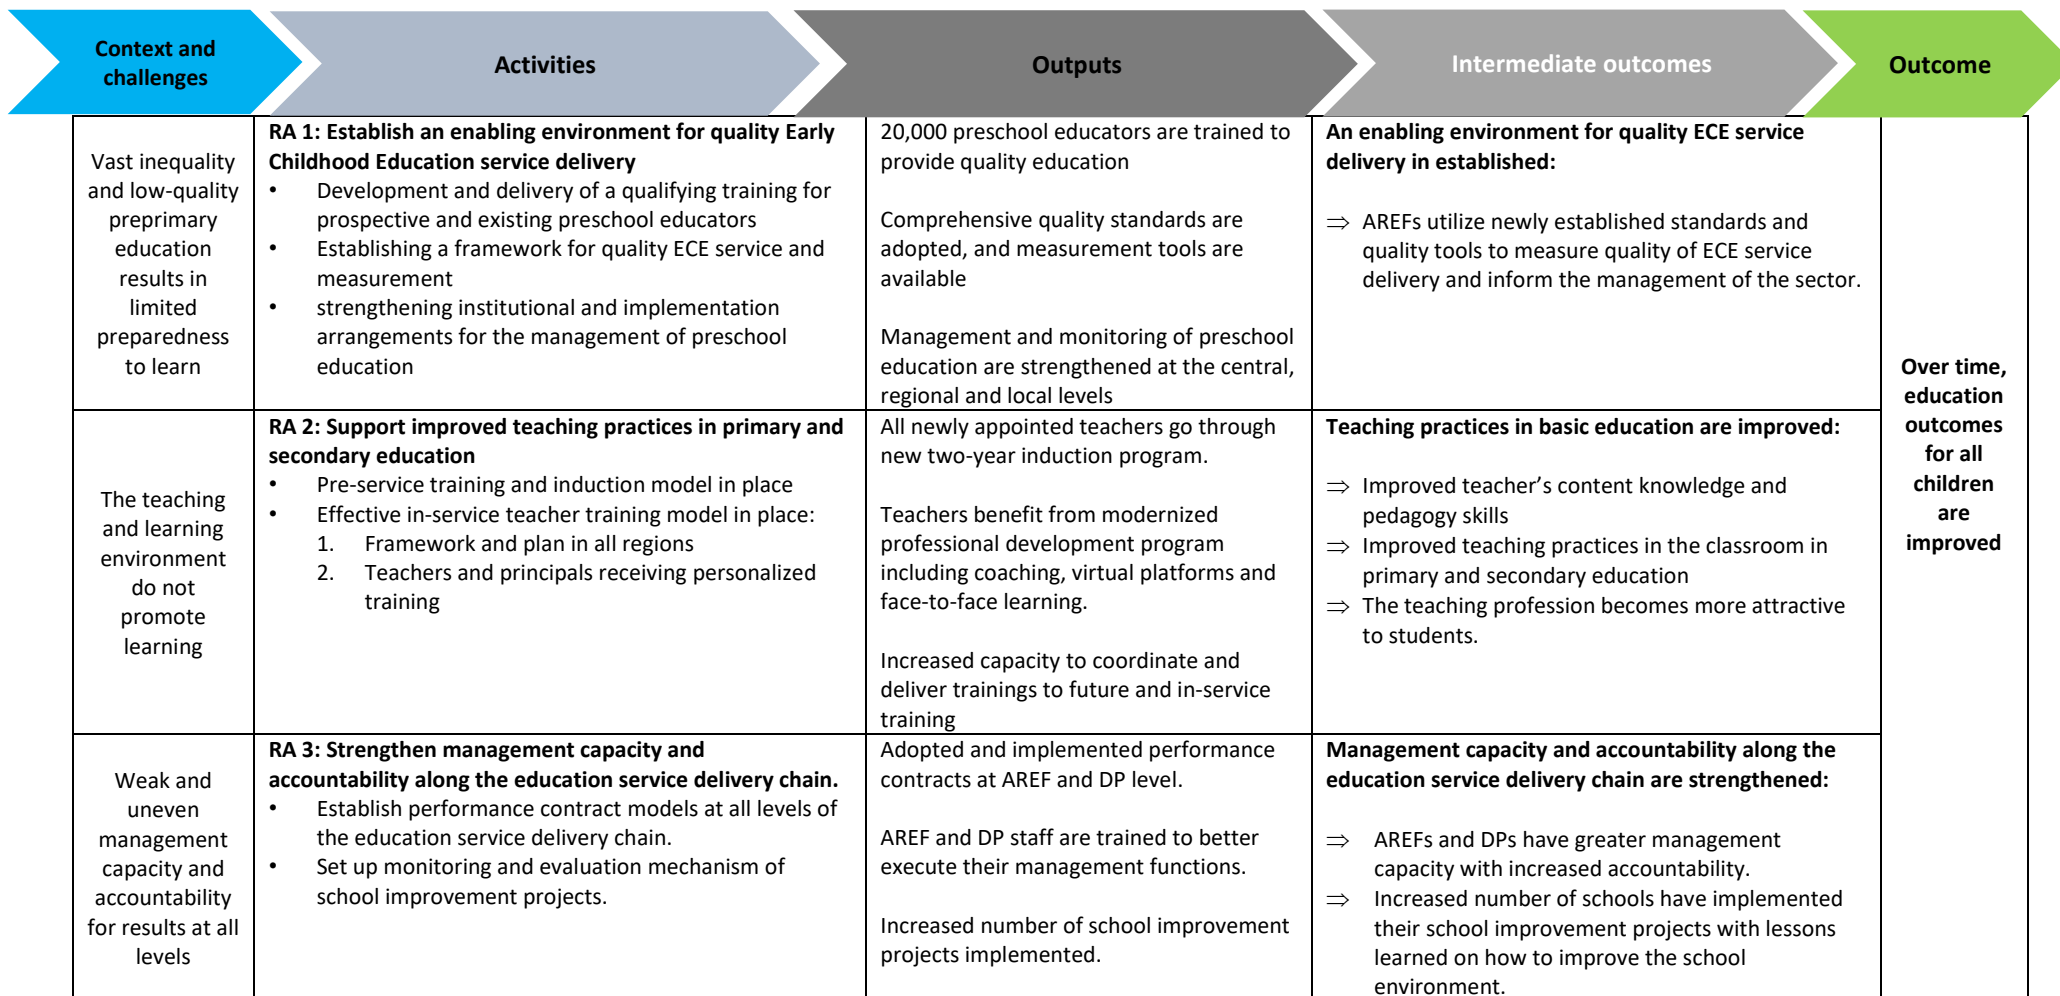 Context and
challenges
Activities
Outputs
Intermediate outcomes
Outcome
Vast inequality
and low-quality
preprimary
education
results in
limited
preparedness
to learn
RA 1: Establish an enabling environment for quality Early
Childhood Education service delivery
• Development and delivery of a qualifying training for
prospective and existing preschool educators
• Establishing a framework for quality ECE service and
measurement
• strengthening institutional and implementation
arrangements for the management of preschool
education
20,000 preschool educators are trained to
provide quality education
Comprehensive quality standards are
adopted, and measurement tools are
available
Management and monitoring of preschool
education are strengthened at the central,
regional and local levels
An enabling environment for quality ECE service
delivery in established:
⇒ AREFs utilize newly established standards and
quality tools to measure quality of ECE service
delivery and inform the management of the sector.
Over time,
education
outcomes
for all
children
are
improved
The teaching
and learning
environment
do not
promote
learning
RA 2: Support improved teaching practices in primary and
secondary education
• Pre-service training and induction model in place
• Effective in-service teacher training model in place:
1. Framework and plan in all regions
2. Teachers and principals receiving personalized
training
All newly appointed teachers go through
new two-year induction program.
Teachers benefit from modernized
professional development program
including coaching, virtual platforms and
face-to-face learning.
Increased capacity to coordinate and
deliver trainings to future and in-service
training
Teaching practices in basic education are improved:
⇒ Improved teacher’s content knowledge and
pedagogy skills
⇒ Improved teaching practices in the classroom in
primary and secondary education
⇒ The teaching profession becomes more attractive
to students.
Weak and
uneven
management
capacity and
accountability
for results at all
levels
RA 3: Strengthen management capacity and
accountability along the education service delivery chain.
• Establish performance contract models at all levels of
the education service delivery chain.
• Set up monitoring and evaluation mechanism of
school improvement projects.
Adopted and implemented performance
contracts at AREF and DP level.
AREF and DP staff are trained to better
execute their management functions.
Increased number of school improvement
projects implemented.
Management capacity and accountability along the
education service delivery chain are strengthened:
⇒ AREFs and DPs have greater management
capacity with increased accountability.
⇒ Increased number of schools have implemented
their school improvement projects with lessons
learned on how to improve the school
environment.